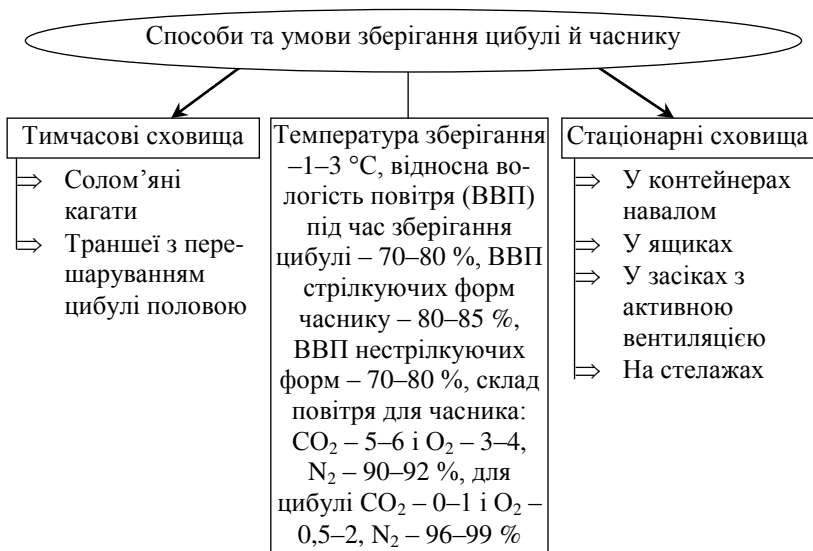 Способи та умови зберігання цибулі й часнику
Тимчасові сховища
Солом’яні
кагати
Траншеї з пере-
шаруванням
цибулі половою
Температура зберігання
–1–3 °С, відносна во-
логість повітря (ВВП)
під час зберігання
цибулі – 70–80 %, ВВП
стрілкуючих форм
часнику – 80–85 %,
ВВП нестрілкуючих
форм – 70–80 %, склад
повітря для часника:
CO₂ – 5–6 і O₂ – 3–4,
N₂ – 90–92 %, для
цибулі CO₂ – 0–1 і O₂ –
0,5–2, N₂ – 96–99 %
Стаціонарні сховища
У контейнерах
навалом
У ящиках
У засіках з
активною
вентиляцією
На стелажах